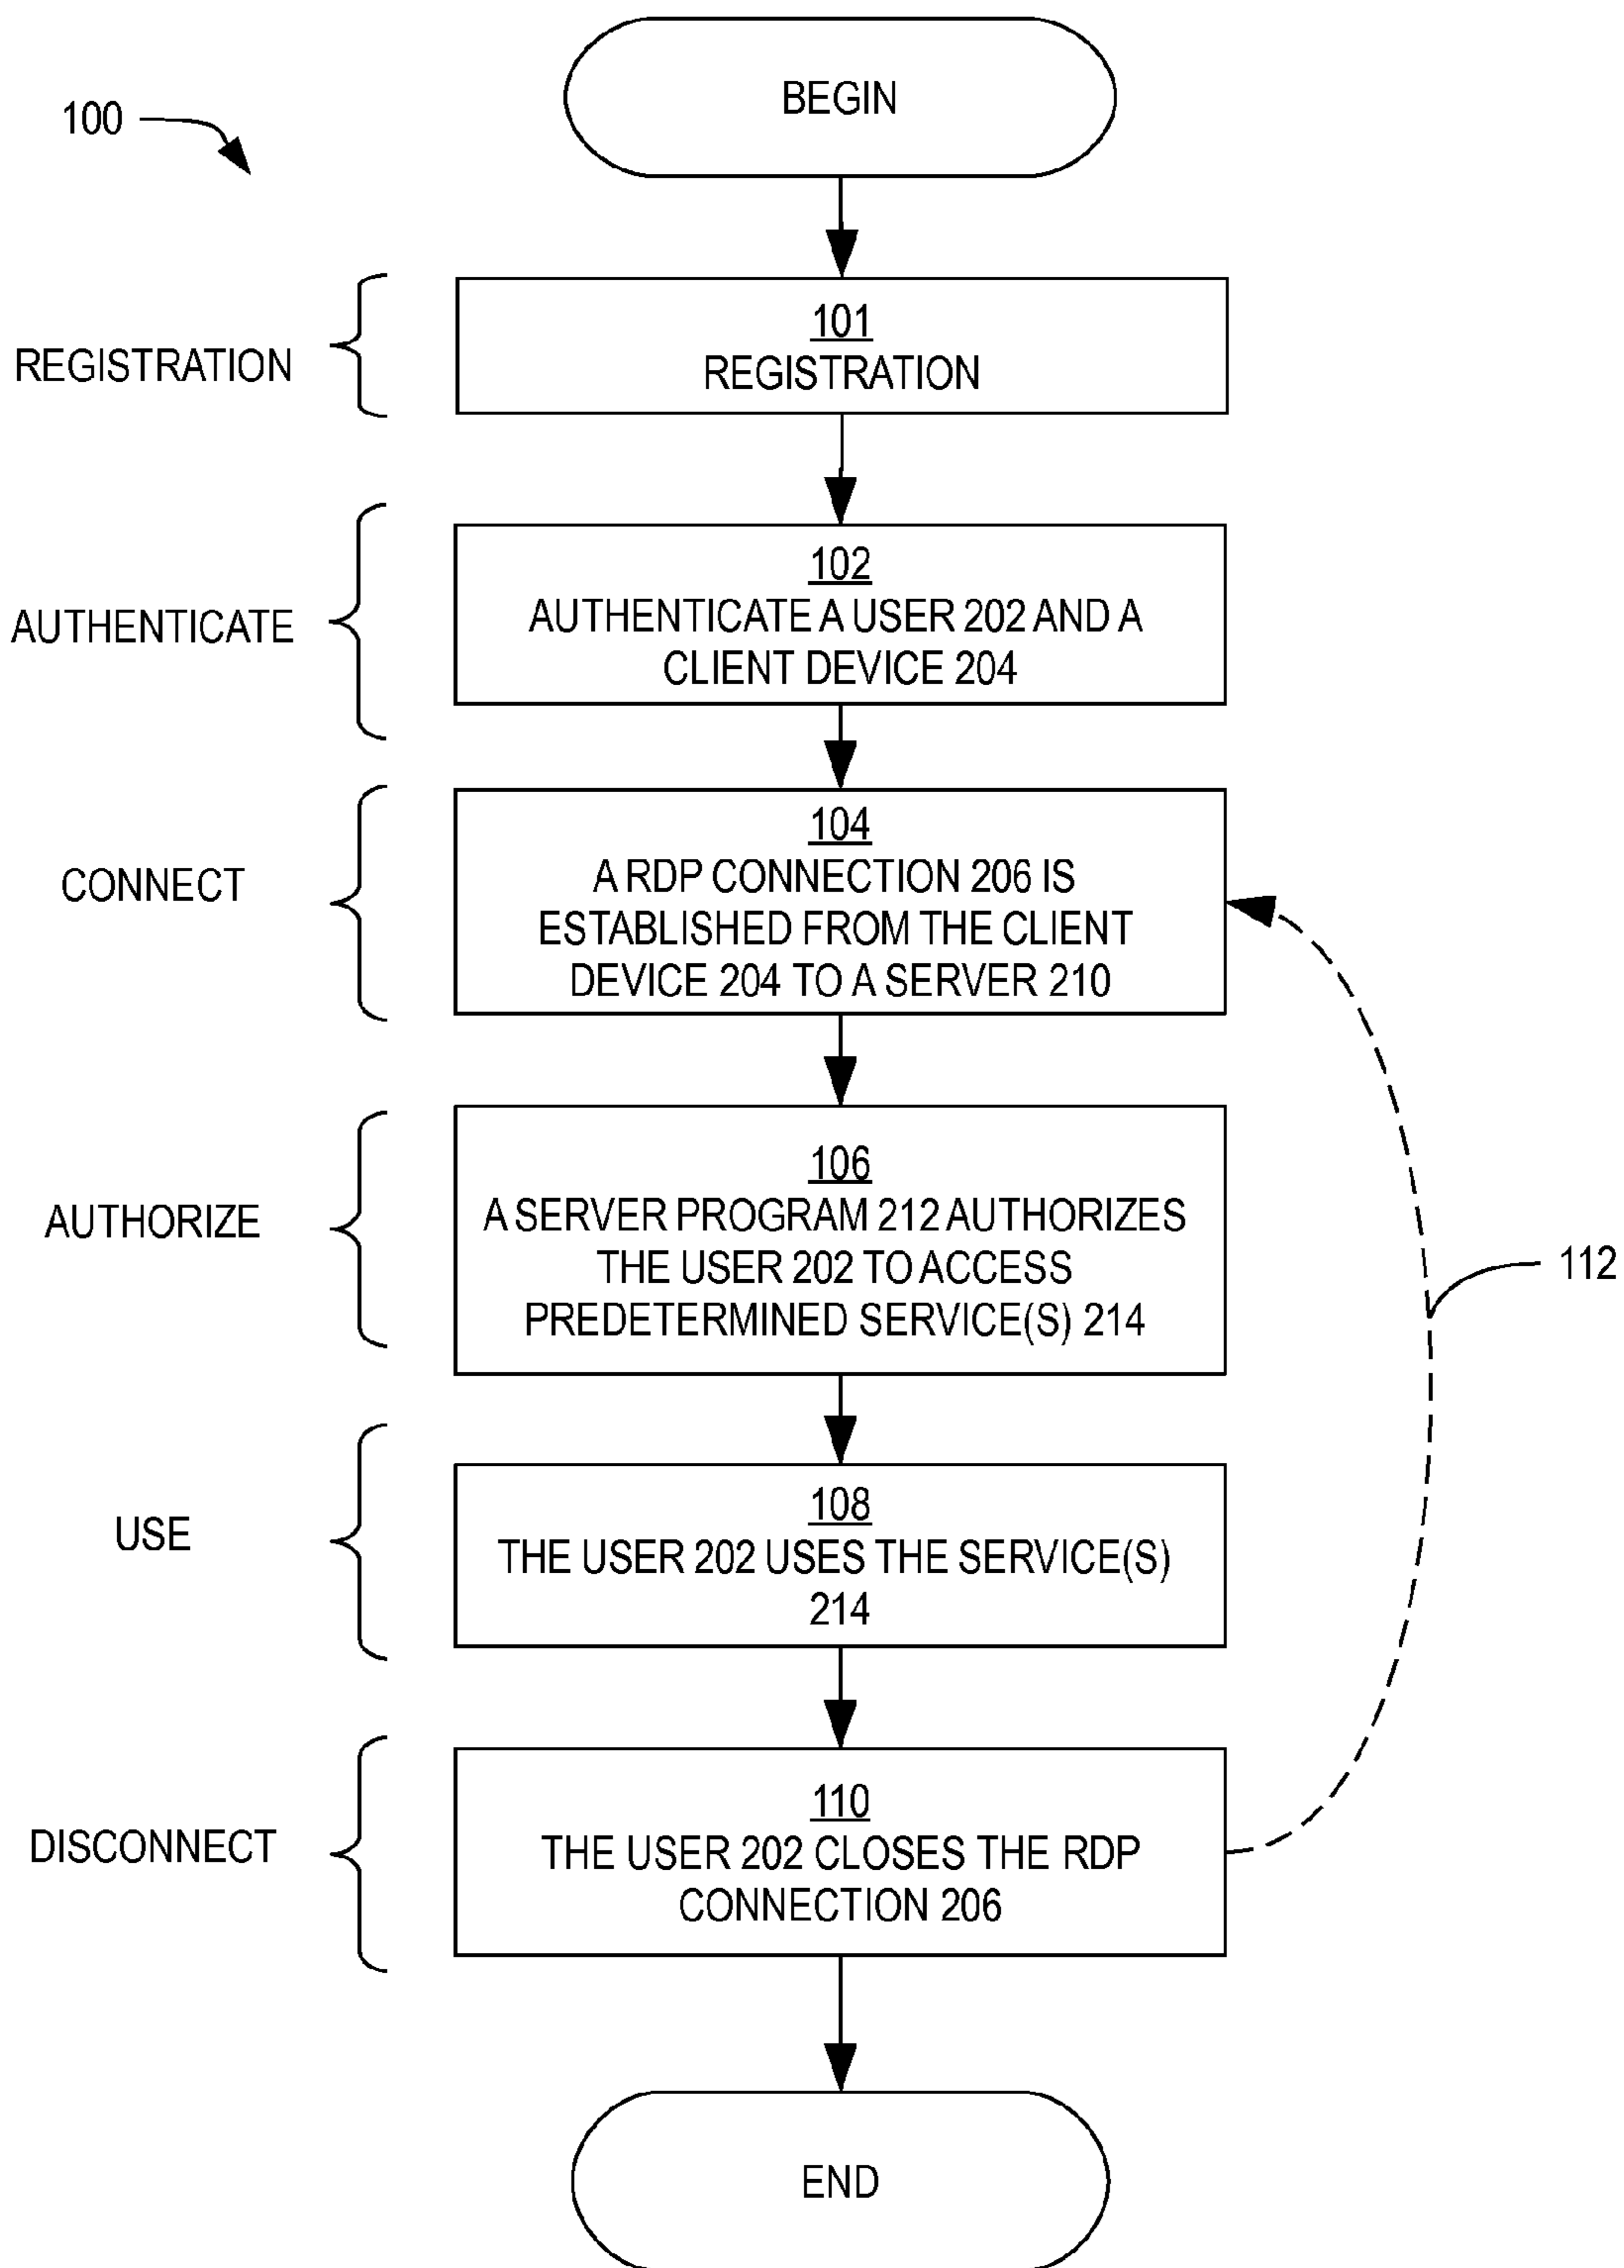 BEGIN
100
REGISTRATION
101
REGISTRATION
AUTHENTICATE
102
AUTHENTICATE A USER 202 AND A
CLIENT DEVICE 204
CONNECT
104
A RDP CONNECTION 206 IS
ESTABLISHED FROM THE CLIENT
DEVICE 204 TO A SERVER 210
AUTHORIZE
106
A SERVER PROGRAM 212 AUTHORIZES
THE USER 202 TO ACCESS
PREDETERMINED SERVICE(S) 214
112
USE
108
THE USER 202 USES THE SERVICE(S)
214
DISCONNECT
110
THE USER 202 CLOSES THE RDP
CONNECTION 206
END